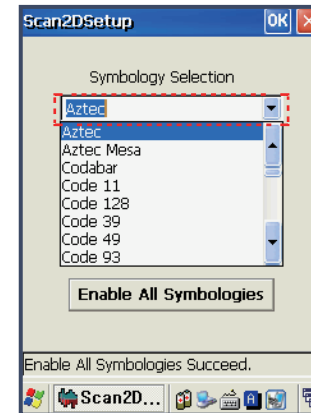 Scan2DSetup OK
Symbology Selection
Aztec
Aztec
Aztec Mesa
Codabar
Code 11
Code 128
Code 39
Code 49
Code 93
Enable All Symbologies
Enable All Symbologies Succeed.
Scan2D... A